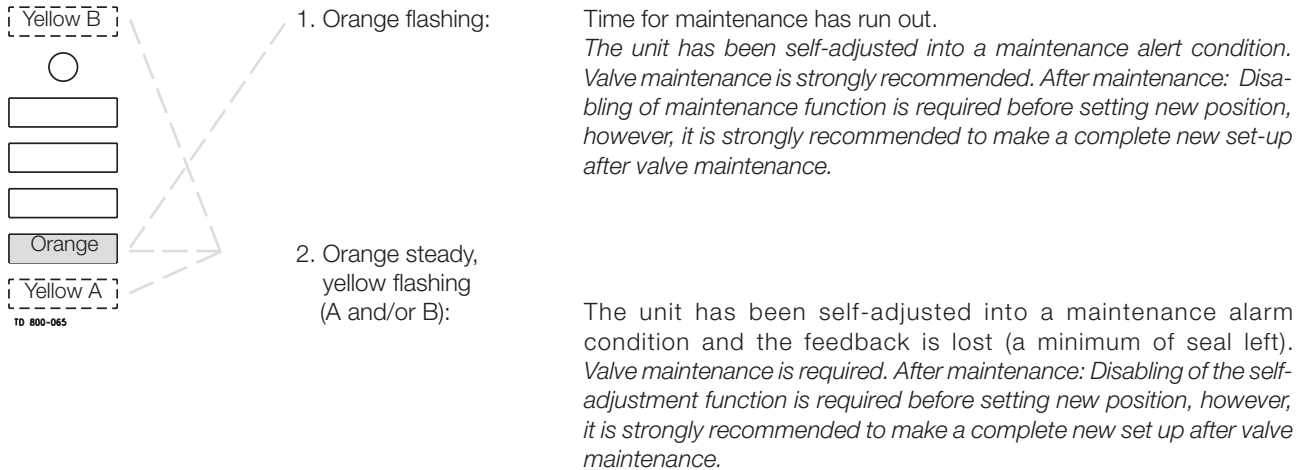 Yellow B
Orange
Yellow A
TD 800-065
1. Orange flashing:
Time for maintenance has run out.
The unit has been self-adjusted into a maintenance alert condition.
Valve maintenance is strongly recommended. After maintenance: Disa-
bling of maintenance function is required before setting new position,
however, it is strongly recommended to make a complete new set-up
after valve maintenance.
2. Orange steady,
yellow flashing
(A and/or B):
The unit has been self-adjusted into a maintenance alarm
condition and the feedback is lost (a minimum of seal left).
Valve maintenance is required. After maintenance: Disabling of the self-
adjustment function is required before setting new position, however,
it is strongly recommended to make a complete new set up after valve
maintenance.